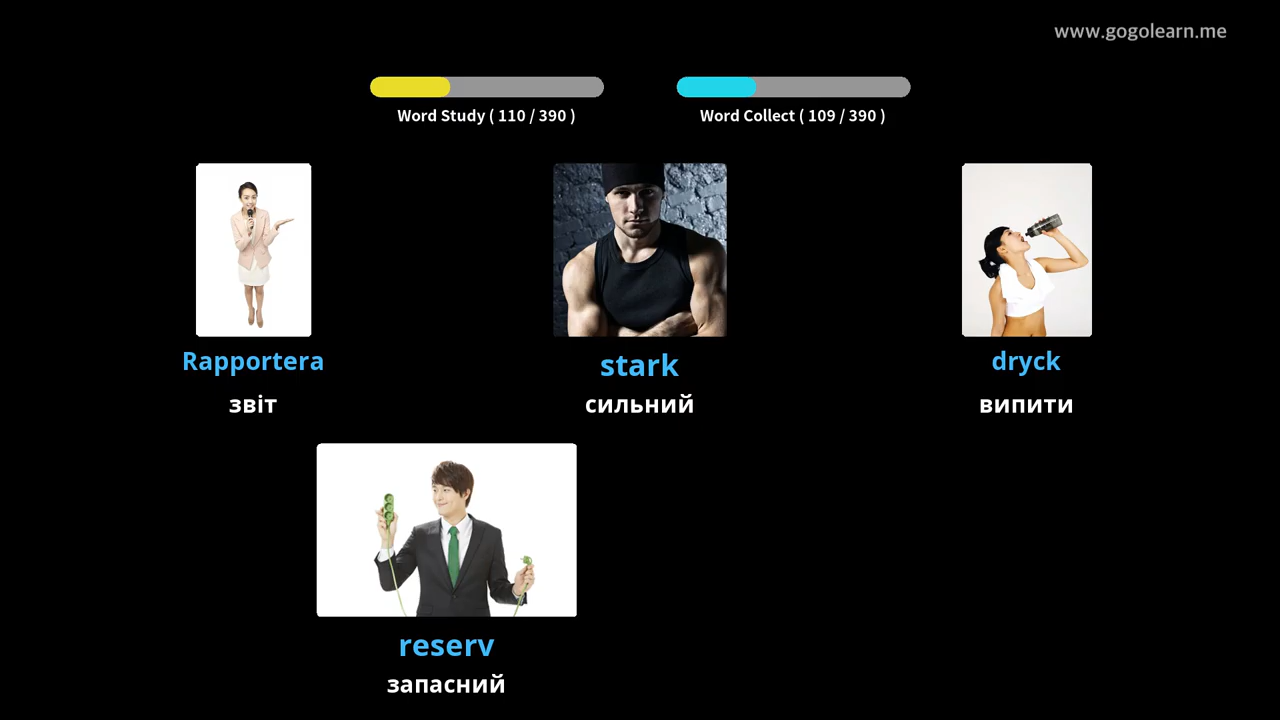 www.gogolearn.me
Word Study ( 110 / 390 )
Word Collect ( 109 / 390 )
Rapportera
stark
dryck
звіт
сильний
випити
reserv
запасний